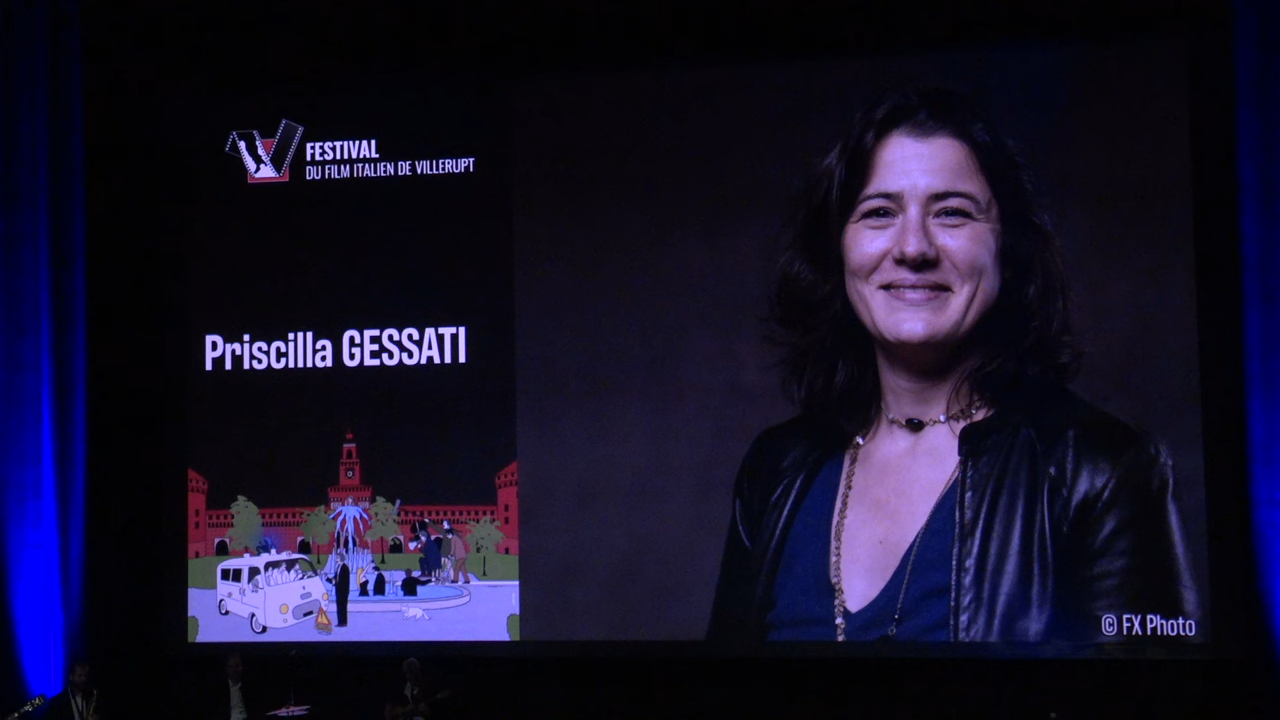 FESTIVAL
DU FILM ITALIEN DE VILLERUPT
Priscilla GESSATI
© FX Photo